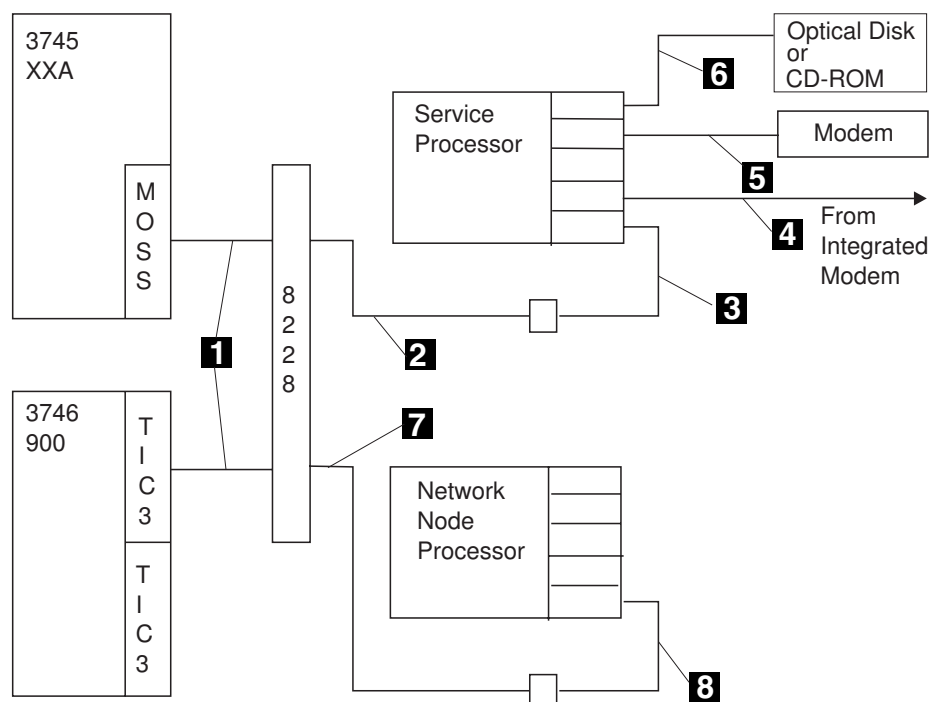 3745
XXA
M
O
S
S
8
2
2
8
1
2
3
4
5
6
7
8
Service
Processor
Optical Disk
or
CD-ROM
Modem
From
Integrated
Modem
3746
900
T
I
C
3
T
I
C
3
Network
Node
Processor